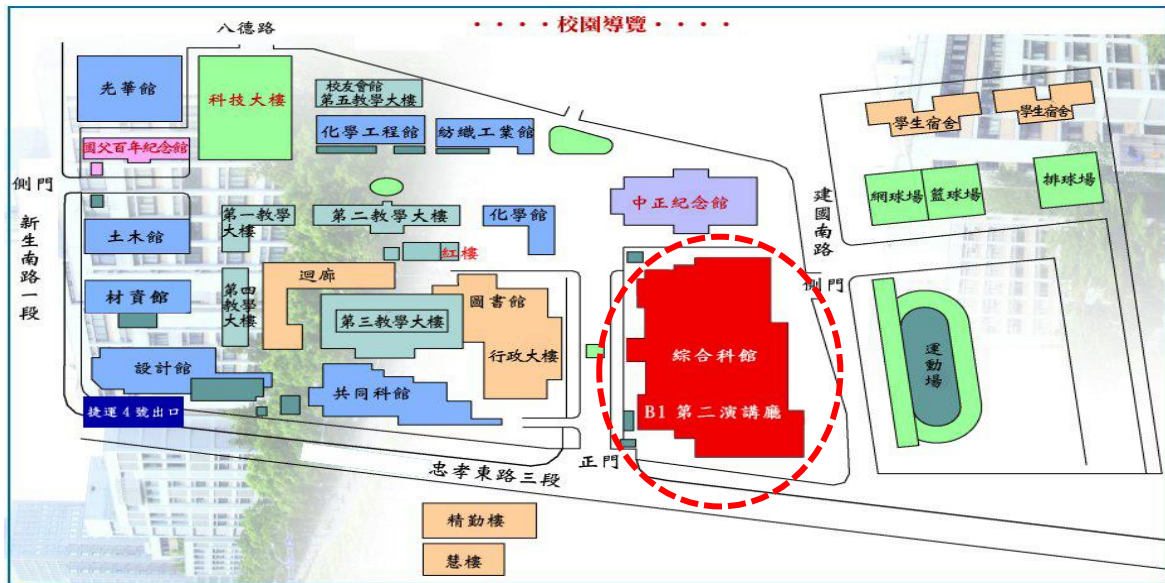 ・・・・校園導覽・・・・
八德路
光華館
科技大樓
校友會館
第五教學大樓
化學工程館
紡織工業館
學生宿舍
學生宿舍
國父百年紀念館
側門
新生南路一段
土木館
第一教學
大樓
第二教學大樓
化學館
中正紀念館
建國南路
網球場
籃球場
排球場
紅樓
迴廊
材資館
第四教學大樓
圖書館
第三教學大樓
行政大樓
側門
綜合科館
B1 第二演講廳
運動場
設計館
共同科館
捷運4號出口
正門
忠孝東路三段
精勤樓
慧樓